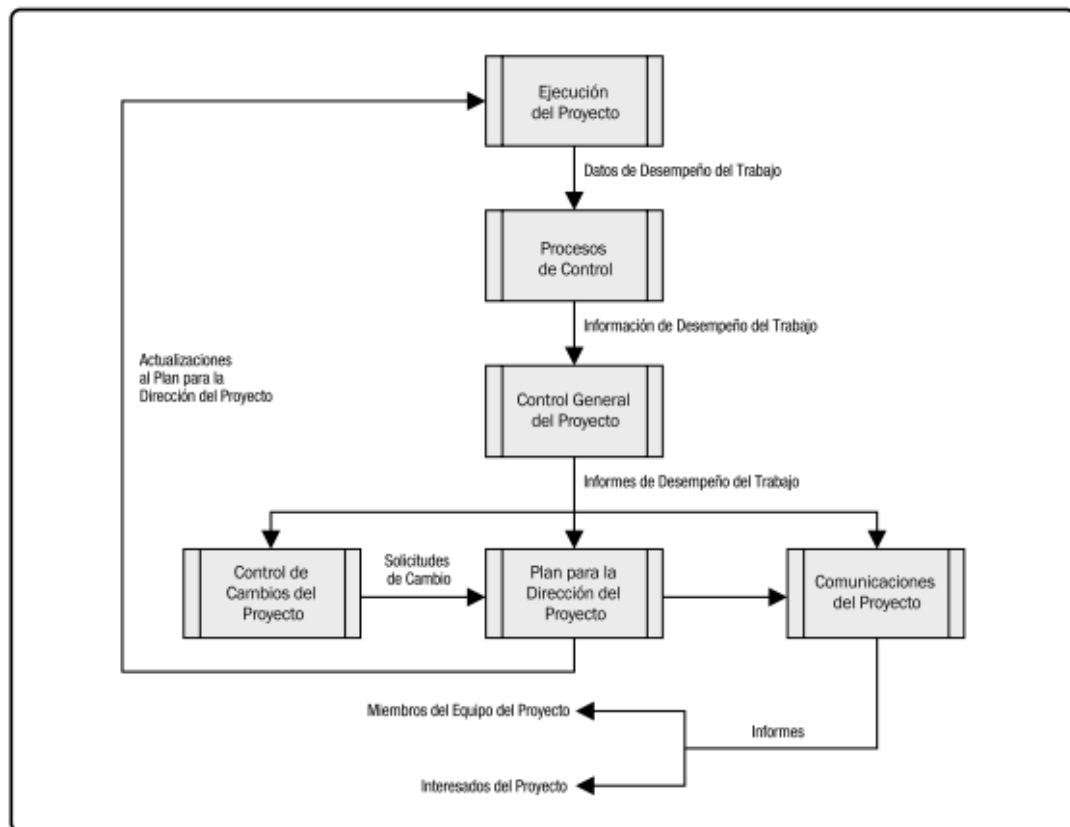 Ejecución
del Proyecto
Datos de Desempeño del Trabajo
Procesos
de Control
Información de Desempeño del Trabajo
Actualizaciones
al Plan para la
Dirección del Proyecto
Control General
del Proyecto
Informes de Desempeño del Trabajo
Control de
Cambios del
Proyecto
Solicitudes
de Cambio
Plan para la
Dirección del
Proyecto
Comunicaciones
del Proyecto
Miembros del Equipo del Proyecto
Informes
Interesados del Proyecto